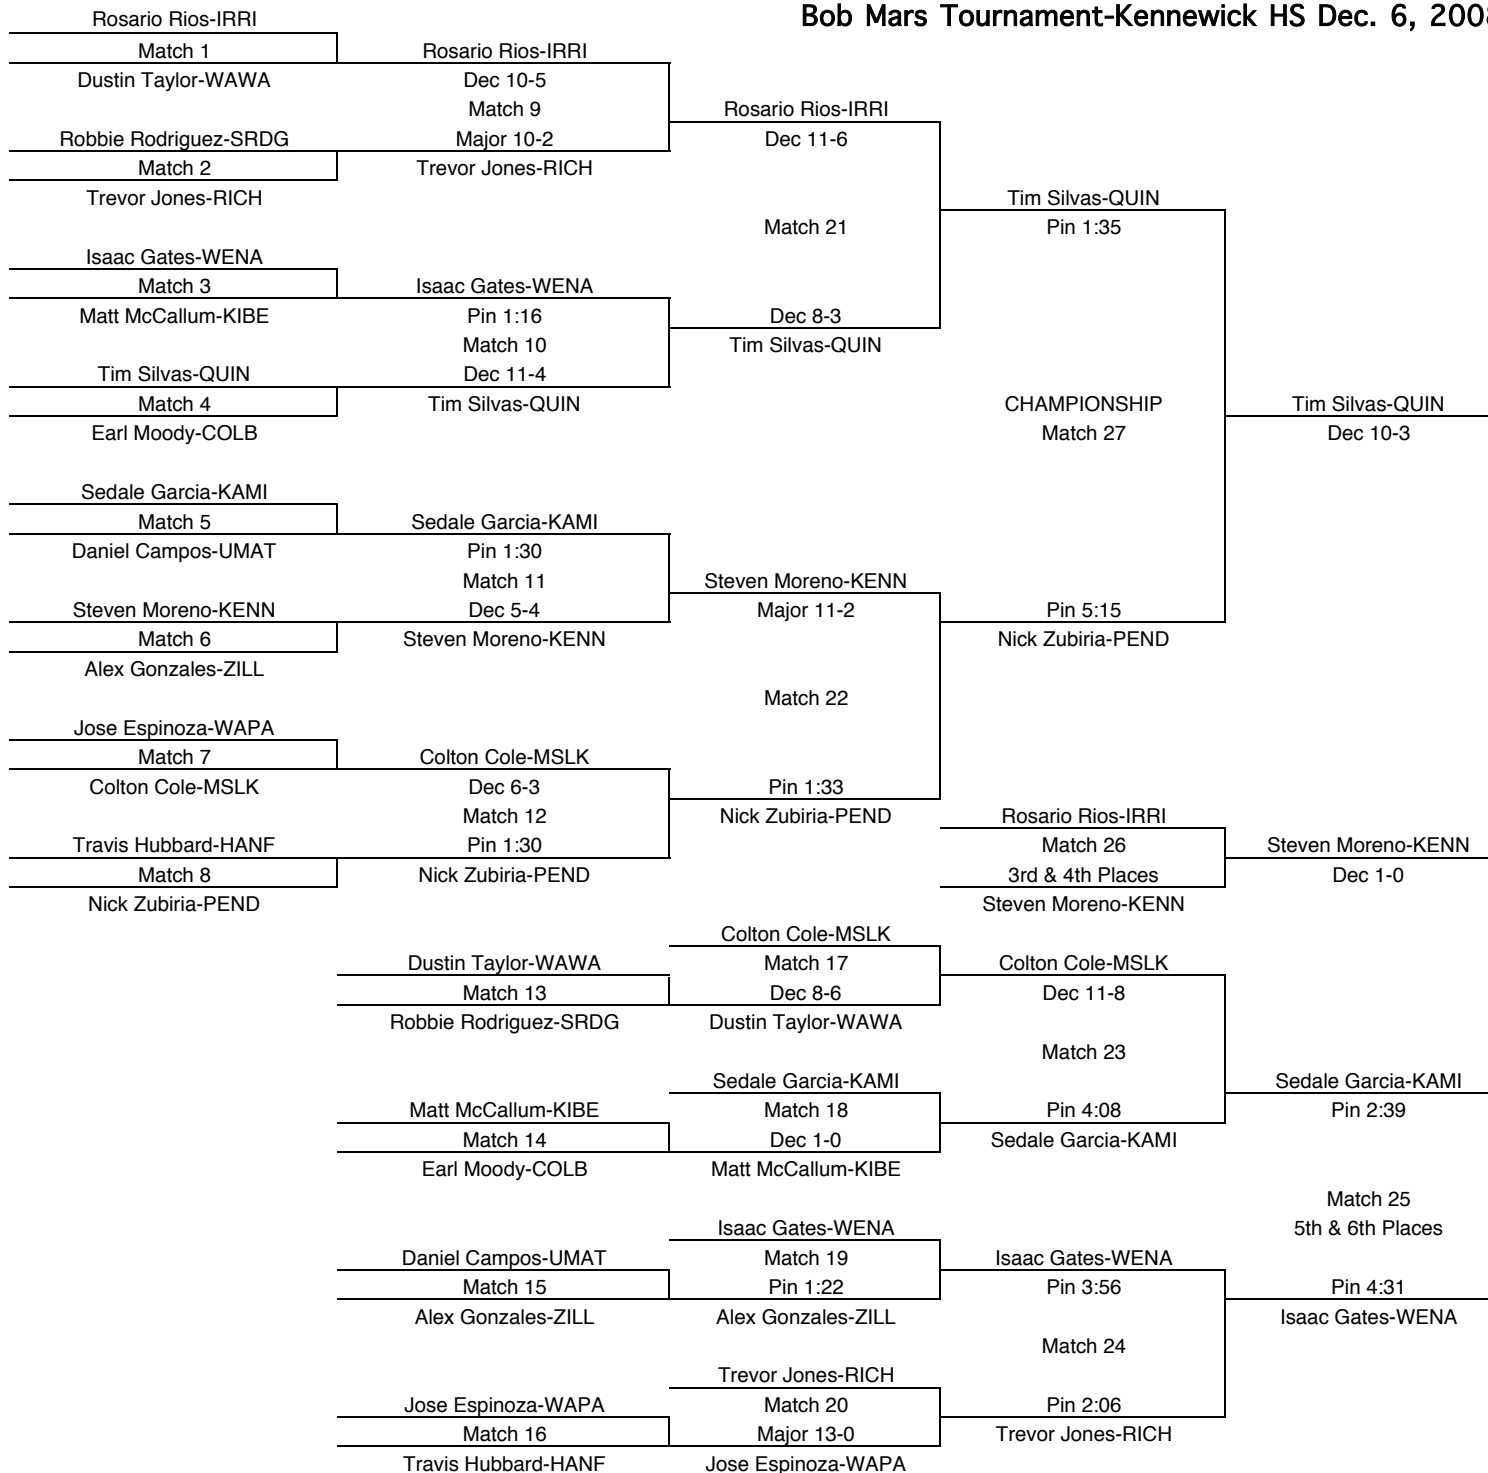 Bob Mars Tournament-Kennewick HS Dec. 6, 2008
Rosario Rios-IRRI
Match 1
Dustin Taylor-WAWA
Robbie Rodriguez-SRDG
Match 2
Trevor Jones-RICH
Isaac Gates-WENA
Match 3
Matt McCallum-KIBE
Tim Silvas-QUIN
Match 4
Earl Moody-COLB
Sedale Garcia-KAMI
Match 5
Daniel Campos-UMAT
Steven Moreno-KENN
Match 6
Alex Gonzales-ZILL
Jose Espinoza-WAPA
Match 7
Colton Cole-MSLK
Travis Hubbard-HANF
Match 8
Nick Zubiria-PEND
Rosario Rios-IRRI
Dec 10-5
Match 9
Major 10-2
Trevor Jones-RICH
Isaac Gates-WENA
Pin 1:16
Match 10
Dec 11-4
Tim Silvas-QUIN
Sedale Garcia-KAMI
Pin 1:30
Match 11
Dec 5-4
Steven Moreno-KENN
Colton Cole-MSLK
Dec 6-3
Match 12
Pin 1:30
Nick Zubiria-PEND
Rosario Rios-IRRI
Dec 11-6
Match 21
Dec 8-3
Tim Silvas-QUIN
Steven Moreno-KENN
Major 11-2
Match 22
Pin 1:33
Nick Zubiria-PEND
Tim Silvas-QUIN
Pin 1:35
CHAMPIONSHIP
Match 27
Pin 5:15
Nick Zubiria-PEND
Tim Silvas-QUIN
Dec 10-3
Rosario Rios-IRRI
Match 26
3rd & 4th Places
Steven Moreno-KENN
Steven Moreno-KENN
Dec 1-0
Dustin Taylor-WAWA
Match 13
Robbie Rodriguez-SRDG
Matt McCallum-KIBE
Match 14
Earl Moody-COLB
Daniel Campos-UMAT
Match 15
Alex Gonzales-ZILL
Jose Espinoza-WAPA
Match 16
Travis Hubbard-HANF
Colton Cole-MSLK
Match 17
Dec 8-6
Dustin Taylor-WAWA
Sedale Garcia-KAMI
Match 18
Dec 1-0
Matt McCallum-KIBE
Isaac Gates-WENA
Match 19
Pin 1:22
Alex Gonzales-ZILL
Trevor Jones-RICH
Match 20
Major 13-0
Jose Espinoza-WAPA
Colton Cole-MSLK
Dec 11-8
Match 23
Pin 4:08
Sedale Garcia-KAMI
Isaac Gates-WENA
Pin 3:56
Match 24
Pin 2:06
Trevor Jones-RICH
Sedale Garcia-KAMI
Pin 2:39
Match 25
5th & 6th Places
Pin 4:31
Isaac Gates-WENA